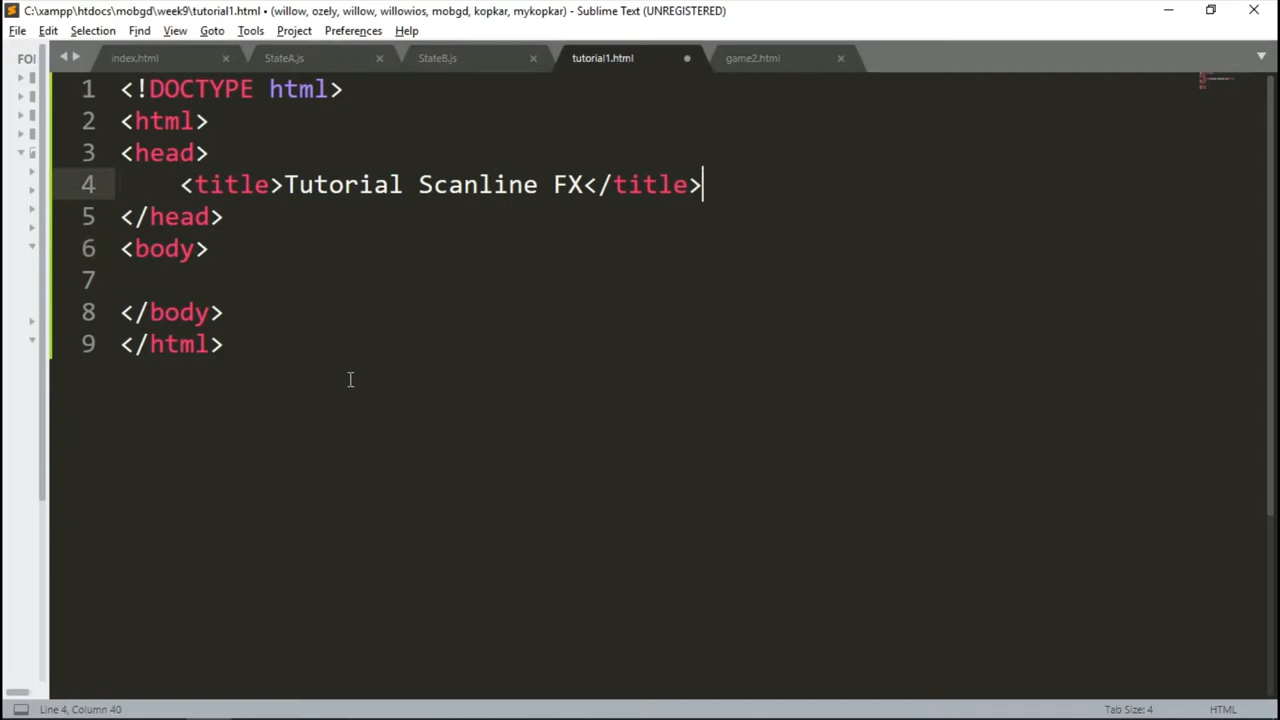 C:\xampp\htdocs\mobgd\week9\tutorial1.html • (willow, ozely, willow, willowios, mobgd, kopkar, mykopkar) - Sublime Text (UNREGISTERED)
File Edit Selection Find View Goto Tools Project Preferences Help
FOL
index.html StateA.js StateB.js tutorial1.html game2.html
1 <!DOCTYPE html>
2 <html>
3 <head>
4 <title>Tutorial Scanline FX</title>
5 </head>
6 <body>
7
8 </body>
9 </html>
Line 4, Column 40 Tab Size: 4 HTML